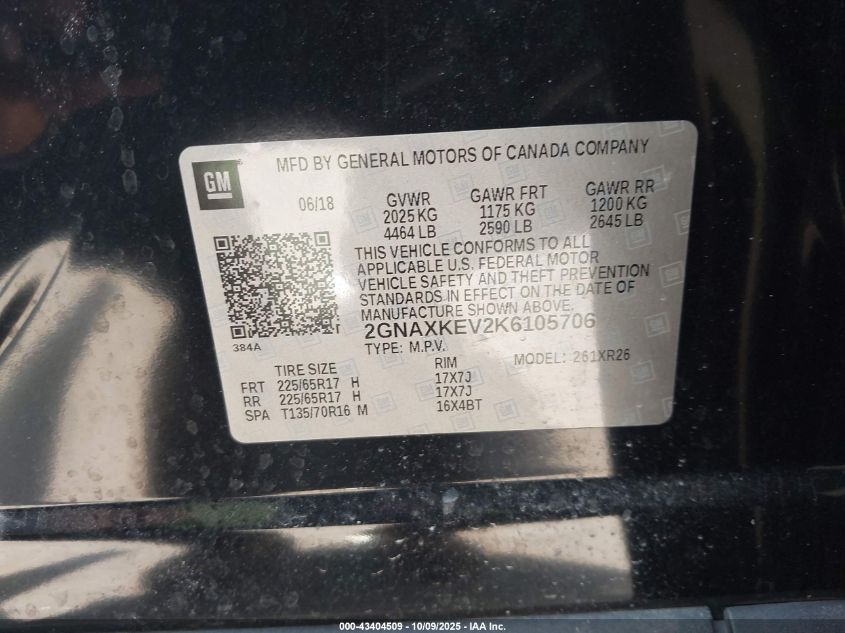 MFD BY GENERAL MOTORS OF CANADA COMPANY
GM
06/18
GVWR GAWR FRT GAWR RR
2025 KG 1175 KG 1200 KG
4464 LB 2590 LB 2645 LB
THIS VEHICLE CONFORMS TO ALL
APPLICABLE U.S. FEDERAL MOTOR
VEHICLE SAFETY AND THEFT PREVENTION
STANDARDS IN EFFECT ON THE DATE OF
MANUFACTURE SHOWN ABOVE.
2GNAXKEV2K6105706
384A
TYPE: M.P.V. MODEL: 261XR26
TIRE SIZE RIM
FRT 225/65R17 H 17X7J
RR 225/65R17 H 17X7J
SPA T135/70R16 M 16X4BT
000-43404509 - 10/09/2025 - IAA Inc.